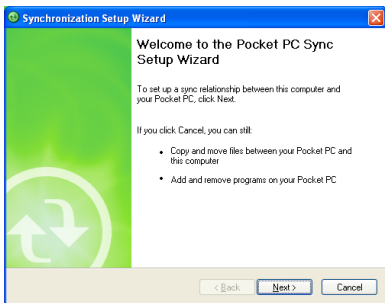 Synchronization Setup Wizard
Welcome to the Pocket PC Sync
Setup Wizard
To set up a sync relationship between this computer and
your Pocket PC, click Next.
If you click Cancel, you can still:
• Copy and move files between your Pocket PC and
this computer
• Add and remove programs on your Pocket PC
< Back
Next >
Cancel